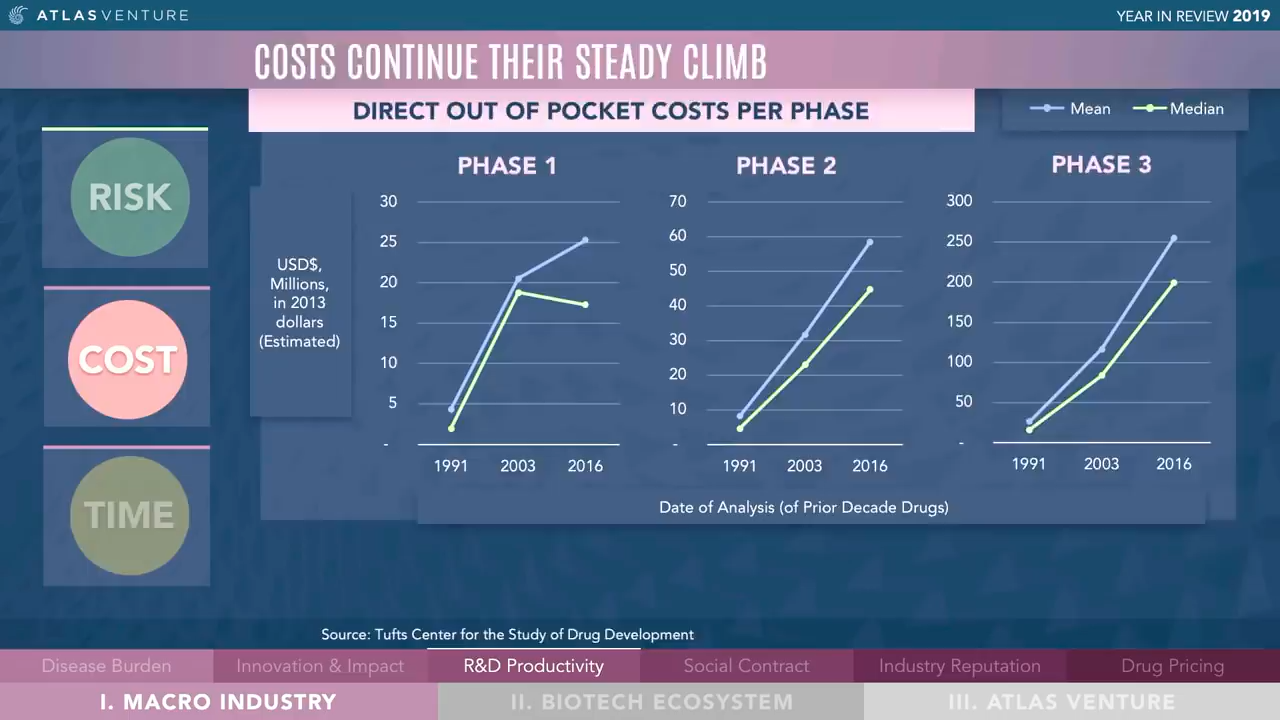 ATLAS VENTURE
YEAR IN REVIEW 2019
COSTS CONTINUE THEIR STEADY CLIMB
DIRECT OUT OF POCKET COSTS PER PHASE
Mean Median
RISK
COST
TIME
USD$,
Millions,
in 2013
dollars
(Estimated)
PHASE 1
30
25
20
15
10
5
-
1991 2003 2016
PHASE 2
70
60
50
40
30
20
10
-
1991 2003 2016
PHASE 3
300
250
200
150
100
50
-
1991 2003 2016
Date of Analysis (of Prior Decade Drugs)
Source: Tufts Center for the Study of Drug Development
Disease Burden Innovation & Impact R&D Productivity Social Contract Industry Reputation Drug Pricing
I. MACRO INDUSTRY II. BIOTECH ECOSYSTEM III. ATLAS VENTURE